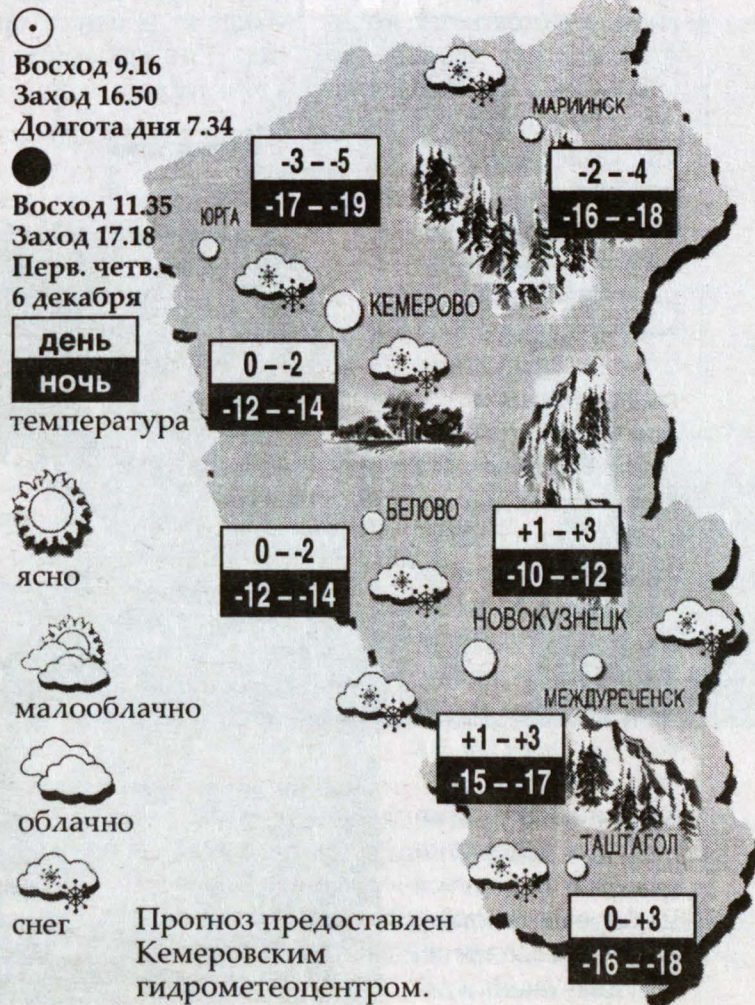 Восход 9.16
Заход 16.50
Долгота дня 7.34
Восход 11.35
Заход 17.18
Перв. четв.
6 декабря
день
ночь
температура
ясно
малооблачно
облачно
снег
МАРИИНСК
-3 – -5
-17 – -19
-2 – -4
-16 – -18
ЮРГА
КЕМЕРОВО
0 – -2
-12 – -14
БЕЛОВО
0 – -2
-12 – -14
+1 – +3
-10 – -12
НОВОКУЗНЕЦК
МЕЖДУРЕЧЕНСК
+1 – +3
-15 – -17
ТАШТАГОЛ
0 – +3
-16 – -18
Прогноз предоставлен
Кемеровским
гидрометеоцентром.